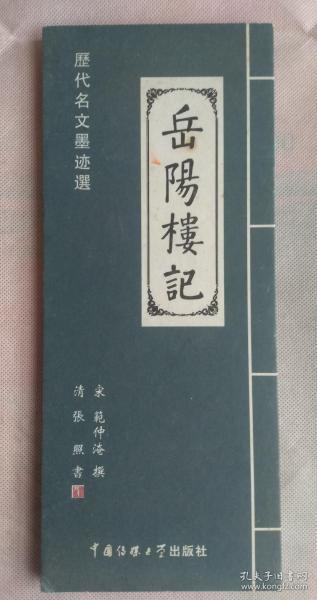 歷代名文墨迹選
岳陽樓記
宋 範仲淹 撰
清 張照 書
中国传媒大学出版社
孔夫子旧书网